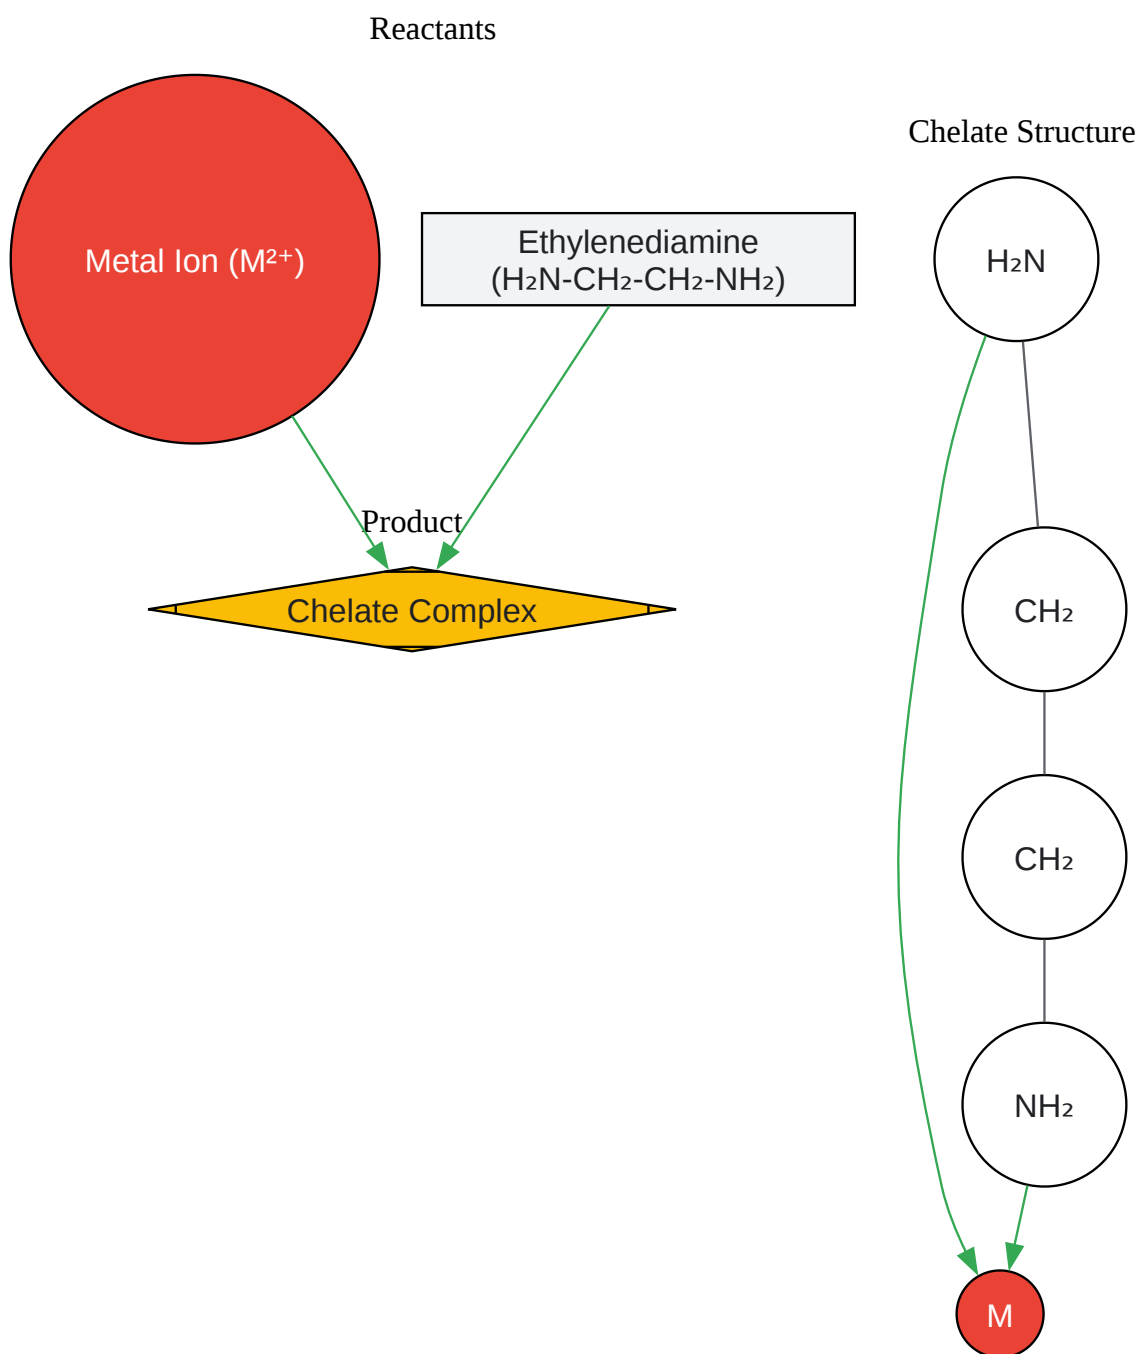 Reactants
Metal Ion (M²⁺)
Ethylenediamine
(H₂N-CH₂-CH₂-NH₂)
Product
Chelate Complex
Chelate Structure
H₂N
CH₂
CH₂
NH₂
M